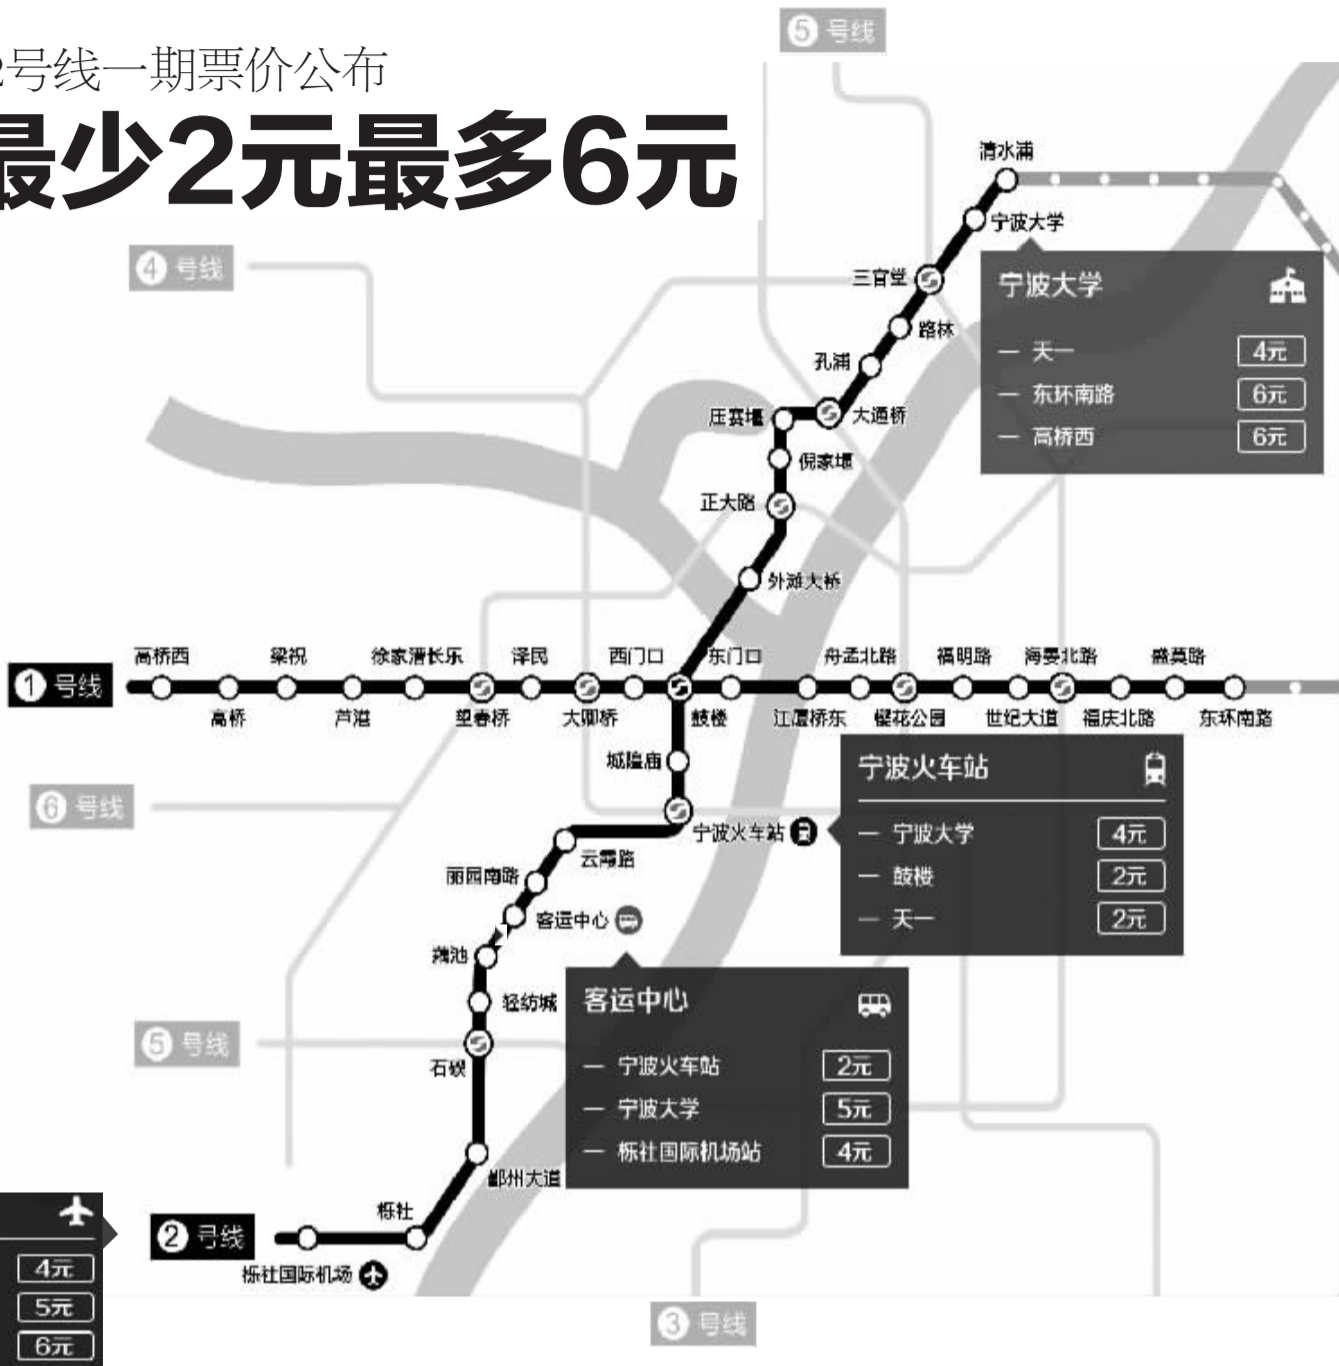 2号线一期票价公布
最少2元最多6元
5 号线
4 号线
清水浦
宁波大学
三官堂
路林
孔浦
大通桥
压赛堰
倪家堰
正大路
外滩大桥
宁波大学
天一 4元
东环南路 6元
高桥西 6元
1 号线
高桥西
梁祝
徐家漕长乐
泽民
西门口
东门口
舟孟北路
福明路
海晏北路
盛莫路
高桥
芦港
望春桥
大卿桥
鼓楼
江厦桥东
樱花公园
世纪大道
福庆北路
东环南路
城隍庙
6 号线
宁波火车站
云霞路
丽园南路
客运中心
藕池
轻纺城
石碶
鄞州大道
栎社
栎社国际机场
宁波火车站
宁波大学 4元
鼓楼 2元
天一 2元
客运中心
宁波火车站 2元
宁波大学 5元
栎社国际机场站 4元
5 号线
2 号线
4元
5元
6元
3 号线